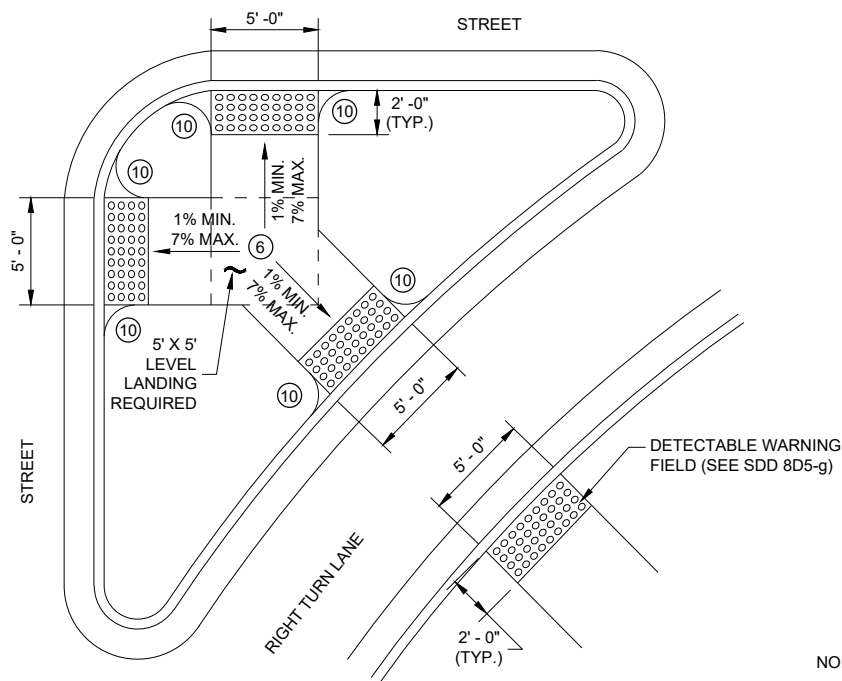 5' -0"
STREET
2' -0"
(TYP.)
10
10
10
1% MIN.
7% MAX.
5' - 0"
1% MIN.
7% MAX.
6
1% MIN.
7% MAX.
10
10
5' X 5'
LEVEL
LANDING
REQUIRED
10
5' - 0"
STREET
5' - 0"
DETECTABLE WARNING
FIELD (SEE SDD 8D5-g)
RIGHT TURN LANE
2' - 0"
(TYP.)